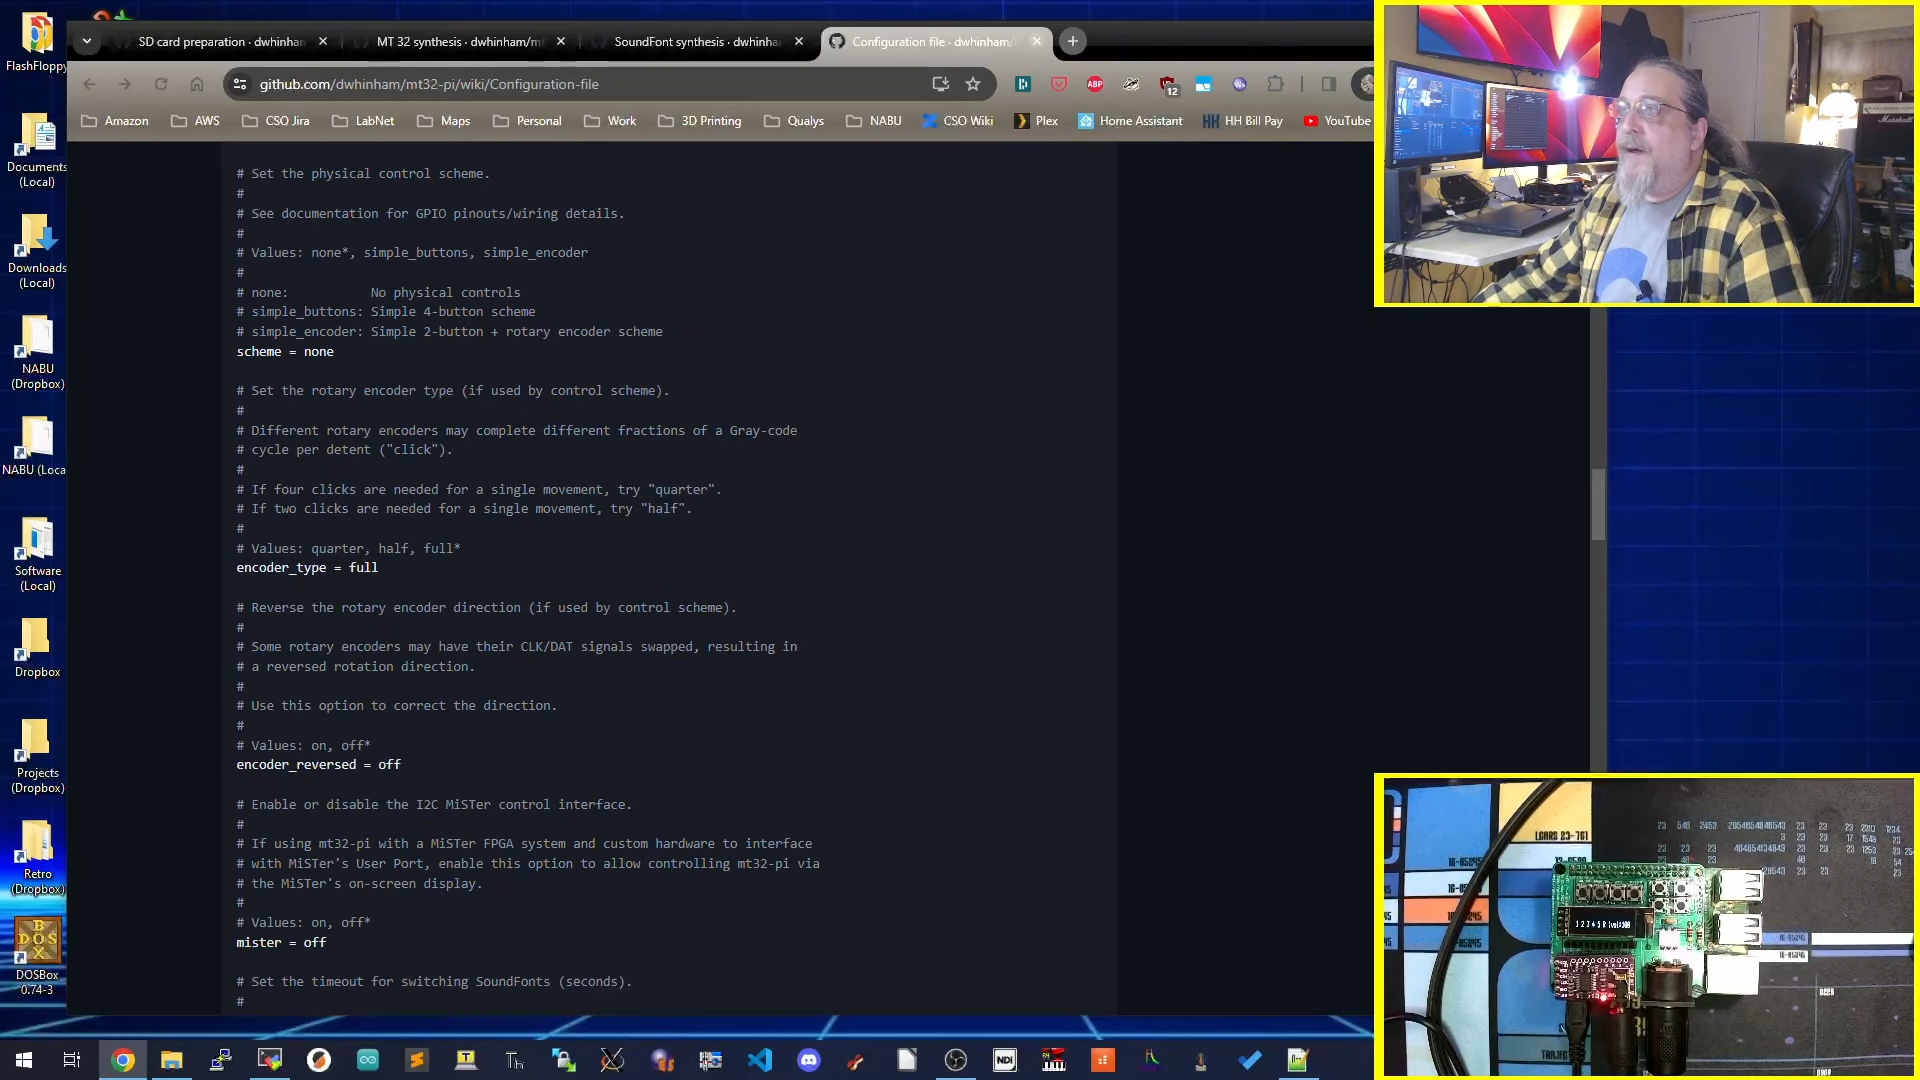 SD card preparation · dwhinham
MT 32 synthesis · dwhinham/mt
SoundFont synthesis · dwhinha
Configuration file · dwhinham/
github.com/dwhinham/mt32-pi/wiki/Configuration-file
ABP
12
Amazon
AWS
CSO Jira
LabNet
Maps
Personal
Work
3D Printing
Qualys
NABU
CSO Wiki
Plex
Home Assistant
HH Bill Pay
YouTube
FlashFloppy
Documents
(Local)
Downloads
(Local)
NABU
(Dropbox)
NABU (Loca
Software
(Local)
Dropbox
Projects
(Dropbox)
Retro
(Dropbox)
DOSBox
0.74-3
# Set the physical control scheme.
#
# See documentation for GPIO pinouts/wiring details.
#
# Values: none*, simple_buttons, simple_encoder
#
# none: No physical controls
# simple_buttons: Simple 4-button scheme
# simple_encoder: Simple 2-button + rotary encoder scheme
scheme = none
# Set the rotary encoder type (if used by control scheme).
#
# Different rotary encoders may complete different fractions of a Gray-code
# cycle per detent ("click").
#
# If four clicks are needed for a single movement, try "quarter".
# If two clicks are needed for a single movement, try "half".
#
# Values: quarter, half, full*
encoder_type = full
# Reverse the rotary encoder direction (if used by control scheme).
#
# Some rotary encoders may have their CLK/DAT signals swapped, resulting in
# a reversed rotation direction.
#
# Use this option to correct the direction.
#
# Values: on, off*
encoder_reversed = off
# Enable or disable the I2C MiSTer control interface.
#
# If using mt32-pi with a MiSTer FPGA system and custom hardware to interface
# with MiSTer's User Port, enable this option to allow controlling mt32-pi via
# the MiSTer's on-screen display.
#
# Values: on, off*
mister = off
# Set the timeout for switching SoundFonts (seconds).
#
Marshall
LCARS 23-761
NDI